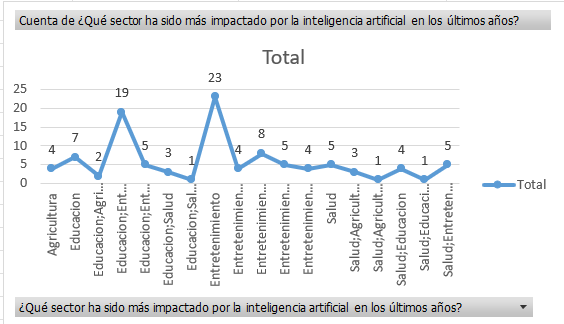 Cuenta de ¿Qué sector ha sido más impactado por la inteligencia artificial en los últimos años?
Total
25
20
15
10
5
0
4
7
2
19
5
3
1
23
4
8
5
4
5
3
1
4
1
5
Agricultura
Educacion
Educacion;Agri…
Educacion;Ent…
Educacion;Ent…
Educacion;Salud
Educacion;Sal…
Entretenimiento
Entretenimien…
Entretenimien…
Entretenimien…
Entretenimien…
Salud
Salud;Agricult…
Salud;Agricult…
Salud;Educacion
Salud;Educaci…
Salud;Entreten…
Total
¿Qué sector ha sido más impactado por la inteligencia artificial en los últimos años?